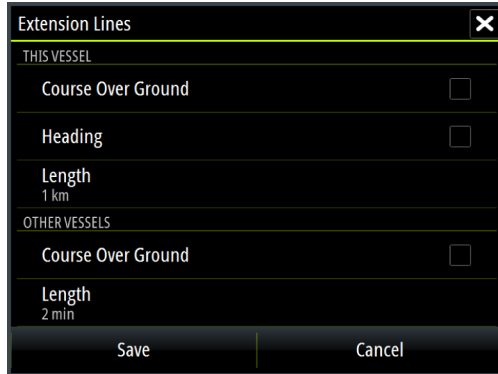 Extension Lines
THIS VESSEL
Course Over Ground
Heading
Length
1 km
OTHER VESSELS
Course Over Ground
Length
2 min
Save Cancel